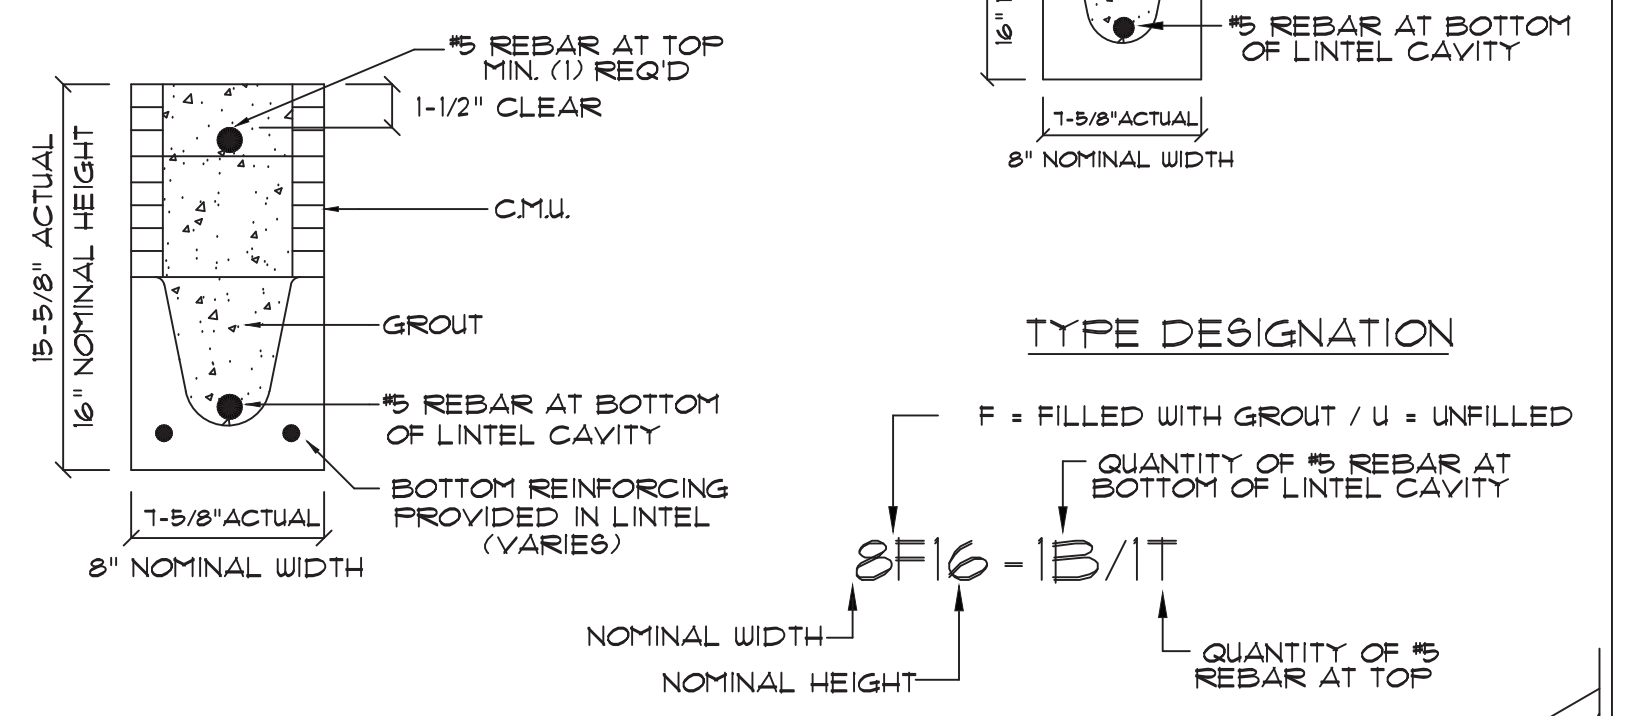 #5 REBAR AT TOP
MIN. (1) REQ'D
1-1/2" CLEAR
15-5/8" ACTUAL
16" NOMINAL HEIGHT
C.M.U.
GROUT
#5 REBAR AT BOTTOM
OF LINTEL CAVITY
BOTTOM REINFORCING
PROVIDED IN LINTEL
(VARIES)
7-5/8"ACTUAL
8" NOMINAL WIDTH
16"
#5 REBAR AT BOTTOM
OF LINTEL CAVITY
7-5/8"ACTUAL
8" NOMINAL WIDTH
TYPE DESIGNATION
F = FILLED WITH GROUT / U = UNFILLED
QUANTITY OF #5 REBAR AT
BOTTOM OF LINTEL CAVITY
8F16 - 1B/1T
NOMINAL WIDTH
NOMINAL HEIGHT
QUANTITY OF #5
REBAR AT TOP